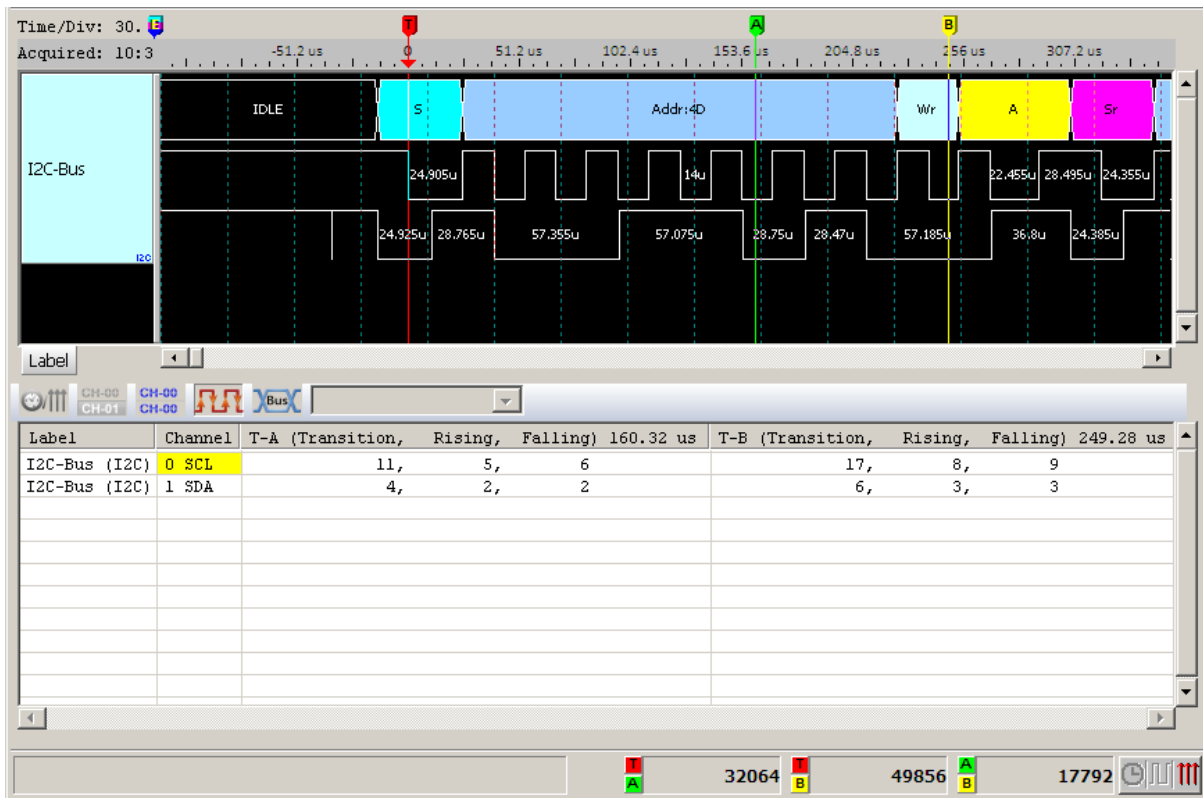 Time/Div: 30.
T A B
Acquired: 10:3 -51.2 us 0 51.2 us 102.4 us 153.6 us 204.8 us 256 us 307.2 us
IDLE S Addr:4D Wr A Sr
I2C-Bus
24.905u 14u 22.455u 28.495u 24.355u
24.925u 28.765u 57.355u 57.075u 28.75u 28.47u 57.185u 36.8u 24.385u
I2C
Label
CH-00 CH-01 CH-00 CH-00 Bus
Label Channel T-A (Transition, Rising, Falling) 160.32 us T-B (Transition, Rising, Falling) 249.28 us
I2C-Bus (I2C) 0 SCL 11, 5, 6 17, 8, 9
I2C-Bus (I2C) 1 SDA 4, 2, 2 6, 3, 3
T A 32064 T B 49856 A B 17792